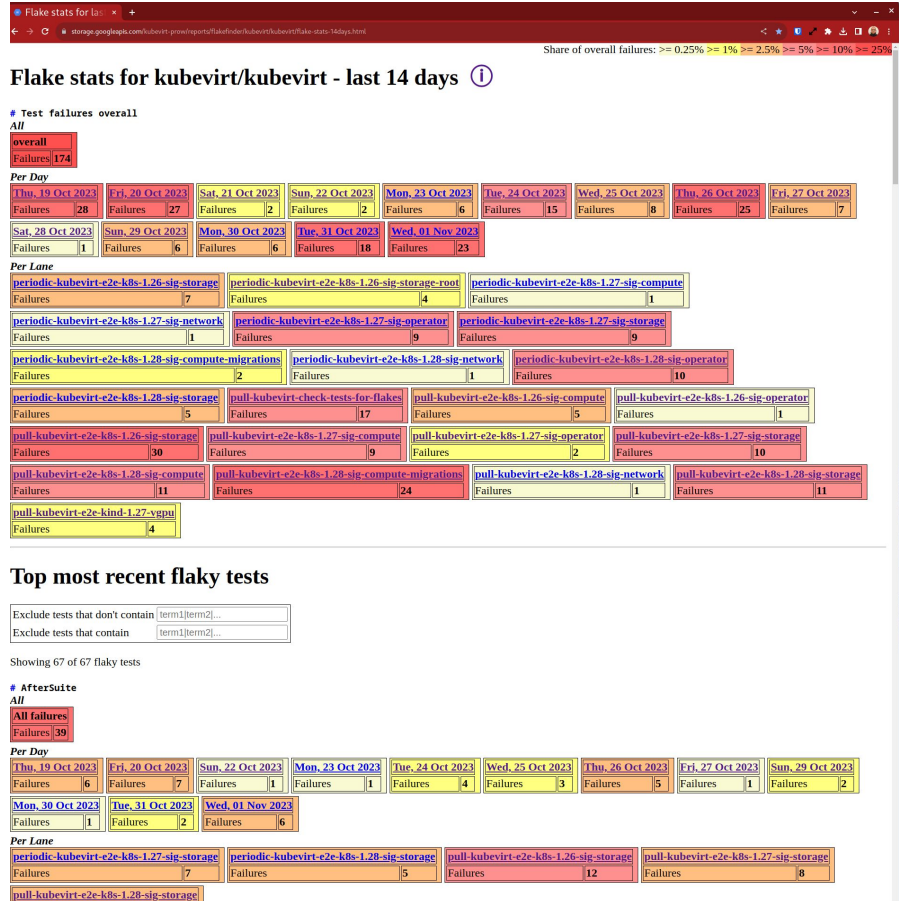 Flake stats for las × +
storage.googleapis.com/kubevirt-prow/reports/flakefinder/kubevirt/kubevirt/flake-stats-14days.html
Share of overall failures: >= 0.25% >= 1% >= 2.5% >= 5% >= 10% >= 25%
Flake stats for kubevirt/kubevirt - last 14 days ⓘ
# Test failures overall
All
overall
Failures 174
Per Day
Thu, 19 Oct 2023 Fri, 20 Oct 2023 Sat, 21 Oct 2023 Sun, 22 Oct 2023 Mon, 23 Oct 2023 Tue, 24 Oct 2023 Wed, 25 Oct 2023 Thu, 26 Oct 2023 Fri, 27 Oct 2023
Failures 28 Failures 27 Failures 2 Failures 2 Failures 6 Failures 15 Failures 8 Failures 25 Failures 7
Sat, 28 Oct 2023 Sun, 29 Oct 2023 Mon, 30 Oct 2023 Tue, 31 Oct 2023 Wed, 01 Nov 2023
Failures 1 Failures 6 Failures 6 Failures 18 Failures 23
Per Lane
periodic-kubevirt-e2e-k8s-1.26-sig-storage periodic-kubevirt-e2e-k8s-1.26-sig-storage-root periodic-kubevirt-e2e-k8s-1.27-sig-compute
Failures 7 Failures 4 Failures 1
periodic-kubevirt-e2e-k8s-1.27-sig-network periodic-kubevirt-e2e-k8s-1.27-sig-operator periodic-kubevirt-e2e-k8s-1.27-sig-storage
Failures 1 Failures 9 Failures 9
periodic-kubevirt-e2e-k8s-1.28-sig-compute-migrations periodic-kubevirt-e2e-k8s-1.28-sig-network periodic-kubevirt-e2e-k8s-1.28-sig-operator
Failures 2 Failures 1 Failures 10
periodic-kubevirt-e2e-k8s-1.28-sig-storage pull-kubevirt-check-tests-for-flakes pull-kubevirt-e2e-k8s-1.26-sig-compute pull-kubevirt-e2e-k8s-1.26-sig-operator
Failures 5 Failures 17 Failures 5 Failures 1
pull-kubevirt-e2e-k8s-1.26-sig-storage pull-kubevirt-e2e-k8s-1.27-sig-compute pull-kubevirt-e2e-k8s-1.27-sig-operator pull-kubevirt-e2e-k8s-1.27-sig-storage
Failures 30 Failures 9 Failures 2 Failures 10
pull-kubevirt-e2e-k8s-1.28-sig-compute pull-kubevirt-e2e-k8s-1.28-sig-compute-migrations pull-kubevirt-e2e-k8s-1.28-sig-network pull-kubevirt-e2e-k8s-1.28-sig-storage
Failures 11 Failures 24 Failures 1 Failures 11
pull-kubevirt-e2e-kind-1.27-vgpu
Failures 4
Top most recent flaky tests
Exclude tests that don't contain term1|term2|...
Exclude tests that contain term1|term2|...
Showing 67 of 67 flaky tests
# AfterSuite
All
All failures
Failures 39
Per Day
Thu, 19 Oct 2023 Fri, 20 Oct 2023 Sun, 22 Oct 2023 Mon, 23 Oct 2023 Tue, 24 Oct 2023 Wed, 25 Oct 2023 Thu, 26 Oct 2023 Fri, 27 Oct 2023 Sun, 29 Oct 2023
Failures 6 Failures 7 Failures 1 Failures 1 Failures 4 Failures 3 Failures 5 Failures 1 Failures 2
Mon, 30 Oct 2023 Tue, 31 Oct 2023 Wed, 01 Nov 2023
Failures 1 Failures 2 Failures 6
Per Lane
periodic-kubevirt-e2e-k8s-1.27-sig-storage periodic-kubevirt-e2e-k8s-1.28-sig-storage pull-kubevirt-e2e-k8s-1.26-sig-storage pull-kubevirt-e2e-k8s-1.27-sig-storage
Failures 7 Failures 5 Failures 12 Failures 8
pull-kubevirt-e2e-k8s-1.28-sig-storage